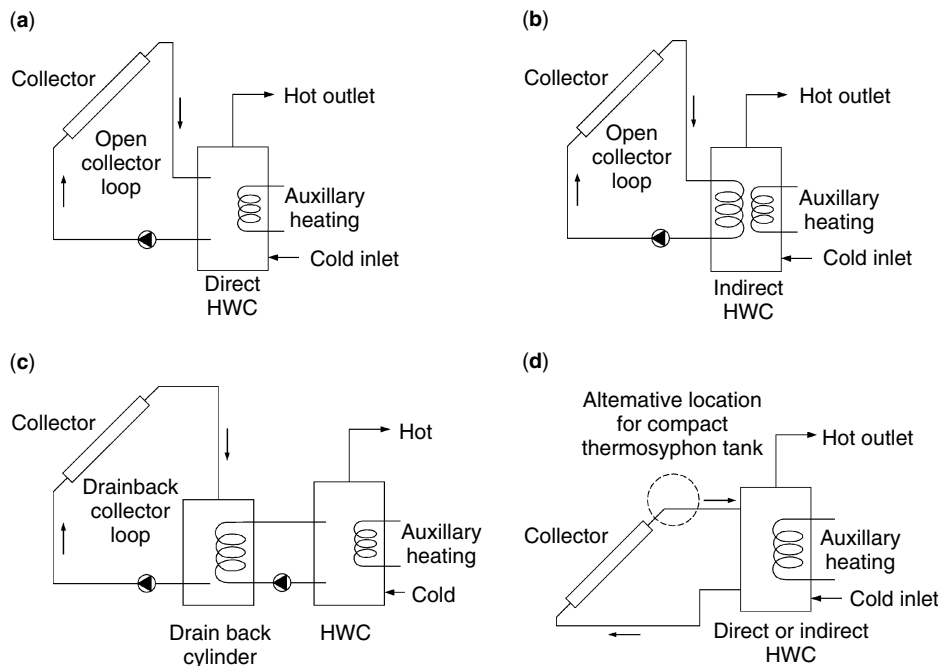 (a)
Collector
Open
collector
loop
Hot outlet
Auxillary
heating
Cold inlet
Direct
HWC
(b)
Collector
Open
collector
loop
Hot outlet
Auxillary
heating
Cold inlet
Indirect
HWC
(c)
Collector
Drainback
collector
loop
Hot
Auxillary
heating
Cold
Drain back
cylinder
HWC
(d)
Alternative location
for compact
thermosyphon tank
Hot outlet
Collector
Auxillary
heating
Cold inlet
Direct or indirect
HWC